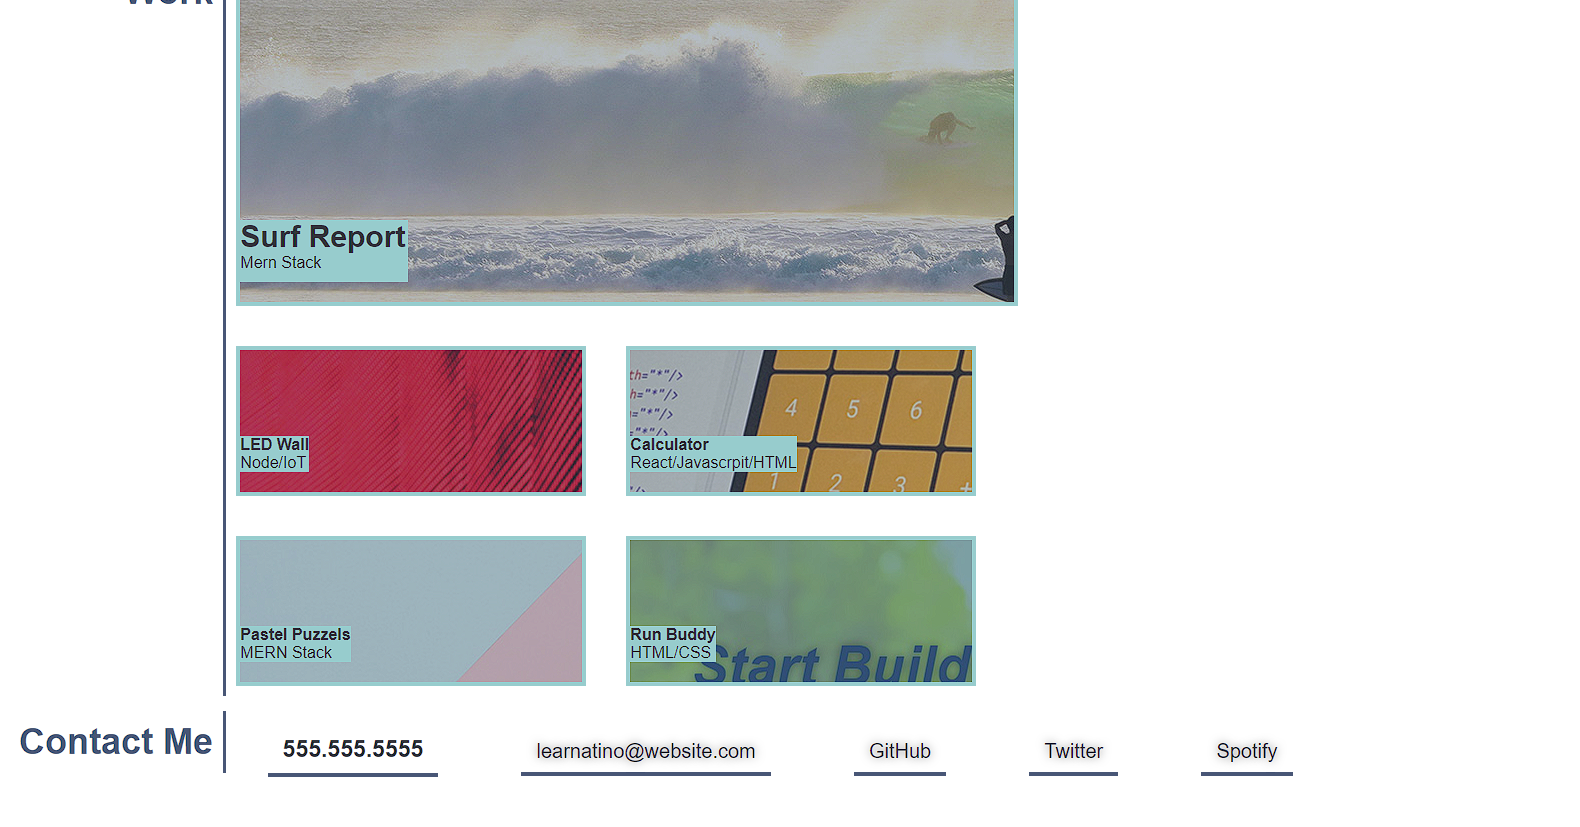 Work
Surf Report
Mern Stack
th="*"/>
h="*"/>
="*"/>
="*"/>
4 5 6
1 2 3 +
LED Wall
Node/IoT
Calculator
React/Javascrpit/HTML
Pastel Puzzels
MERN Stack
Run Buddy
HTML/CSS
Start Build
Contact Me
555.555.5555
learnatino@website.com
GitHub
Twitter
Spotify